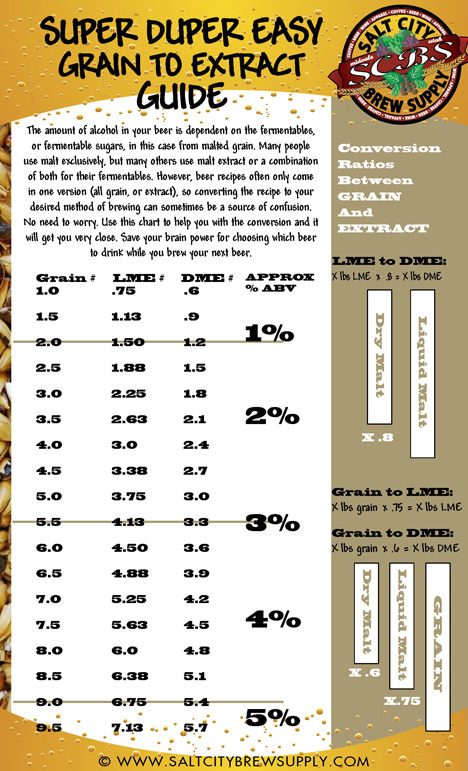 SUPER DUPER EASY
GRAIN TO EXTRACT
GUIDE
SALT CITY
SCBS
BREW SUPPLY
The amount of alcohol in your beer is dependent on the fermentables,
or fermentable sugars, in this case from malted grain. Many people
use malt exclusively, but many others use malt extract or a combination
of both for their fermentables. However, beer recipes often only come
in one version (all grain, or extract), so converting the recipe to your
desired method of brewing can sometimes be a source of confusion.
No need to worry. Use this chart to help you with the conversion and it
will get you very close. Save your brain power for choosing which beer
to drink while you brew your next beer.
Grain # LME # DME # APPROX
% ABV
1.0 .75 .6
1.5 1.13 .9
1%
2.0 1.50 1.2
2.5 1.88 1.5
3.0 2.25 1.8
2%
3.5 2.63 2.1
4.0 3.0 2.4
4.5 3.38 2.7
5.0 3.75 3.0
5.5 4.13 3.3 3%
6.0 4.50 3.6
6.5 4.88 3.9
7.0 5.25 4.2
4%
7.5 5.63 4.5
8.0 6.0 4.8
8.5 6.38 5.1
9.0 6.75 5.4
5%
9.5 7.13 5.7
Conversion
Ratios
Between
GRAIN
And
EXTRACT
LME to DME:
X lbs LME x .8 = X lbs DME
Dry Malt
Liquid Malt
X .8
Grain to LME:
X lbs grain x .75 = X lbs LME
Grain to DME:
X lbs grain x .6 = X lbs DME
Dry Malt
Liquid Malt
GRAIN
X .6
X .75
© WWW.SALTCITYBREWSUPPLY.COM